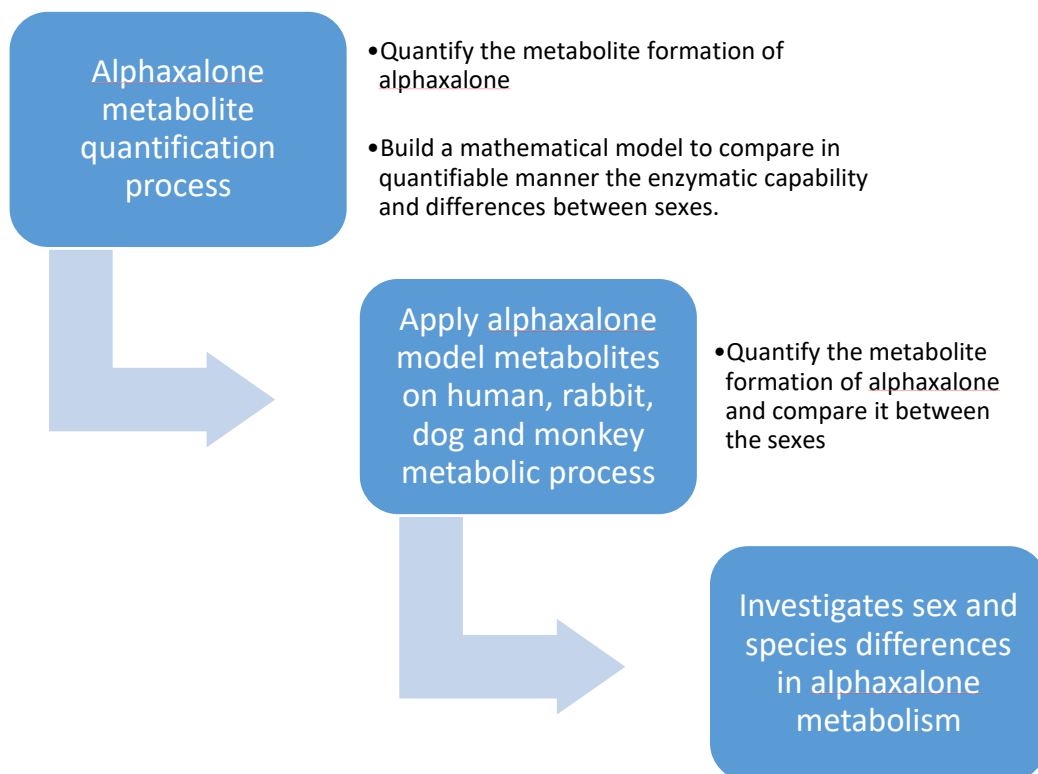 Alphaxalone
metabolite
quantification
process
•Quantify the metabolite formation of
alphaxalone
•Build a mathematical model to compare in
quantifiable manner the enzymatic capability
and differences between sexes.
Apply alphaxalone
model metabolites
on human, rabbit,
dog and monkey
metabolic process
•Quantify the metabolite
formation of alphaxalone
and compare it between
the sexes
Investigates sex and
species differences
in alphaxalone
metabolism